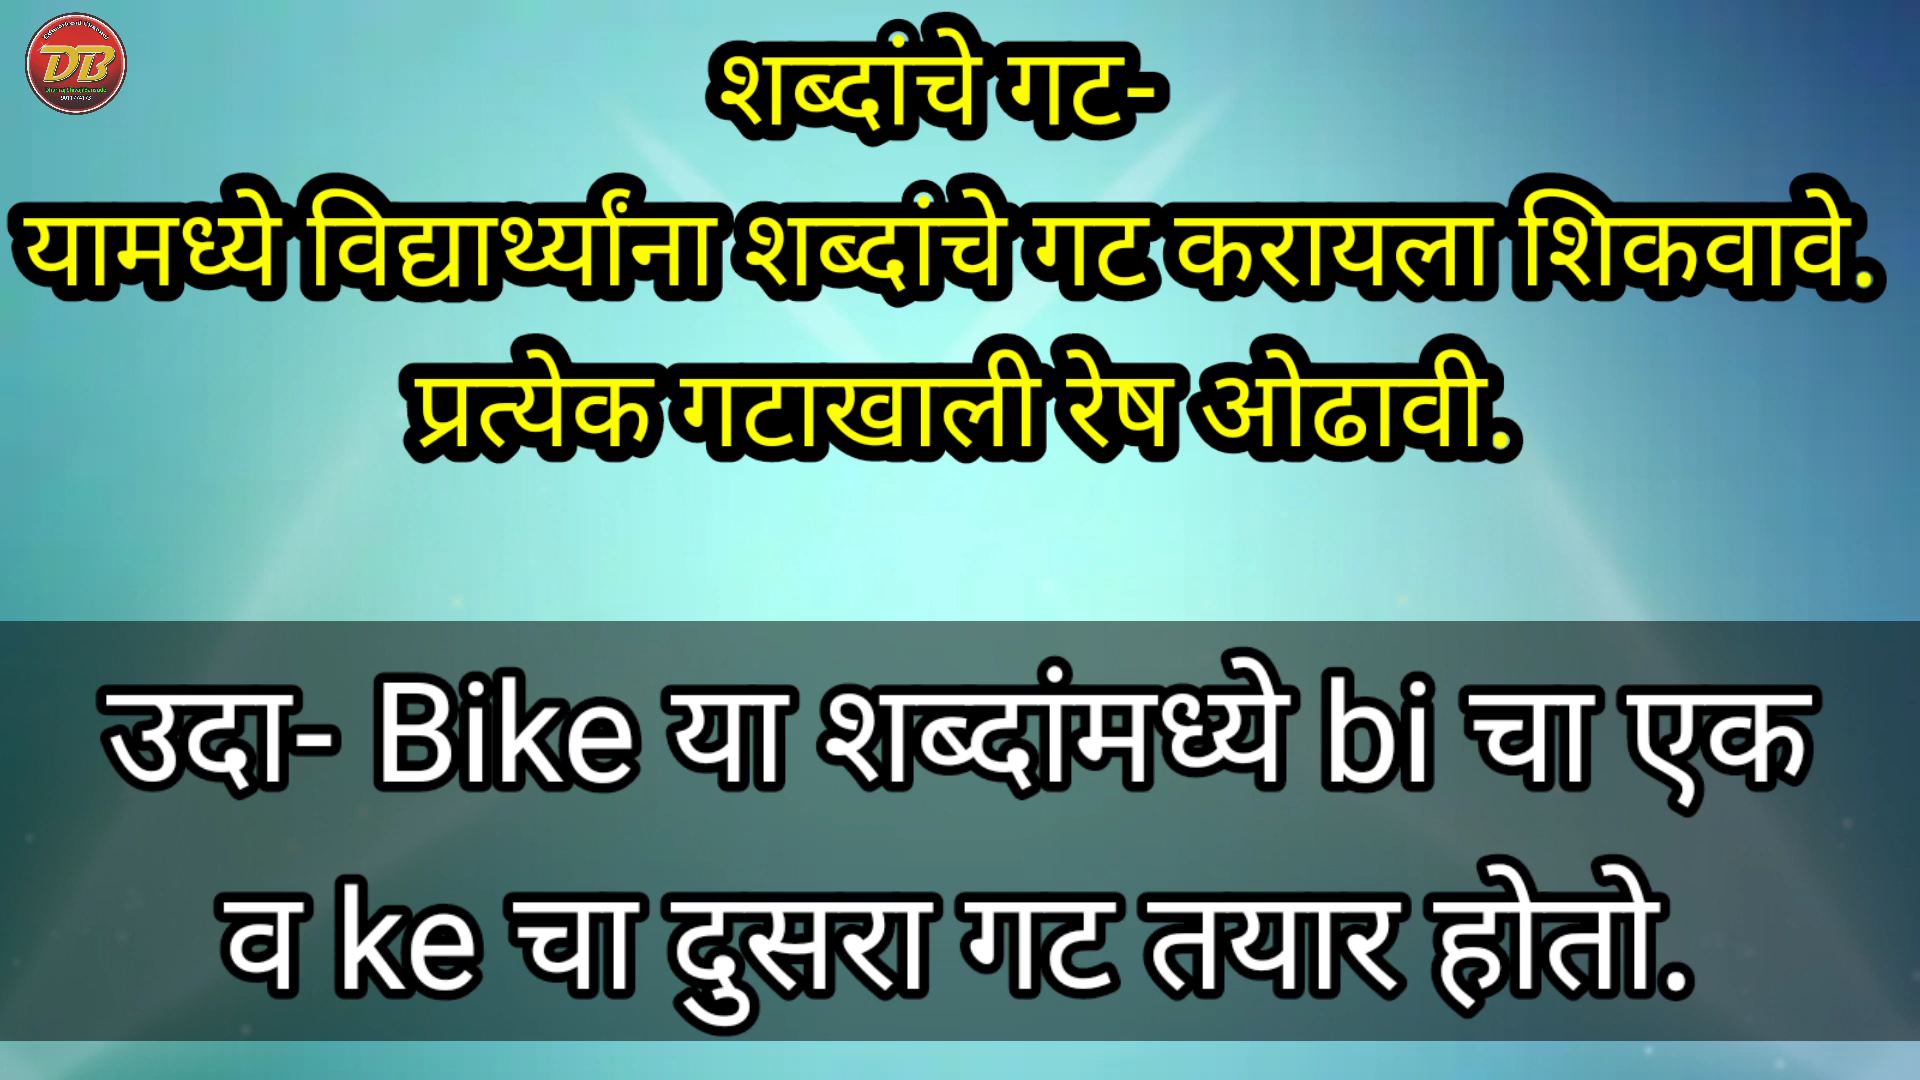 DB
शब्दांचे गट-
यामध्ये विद्यार्थ्यांना शब्दांचे गट करायला शिकवावे.
प्रत्येक गटाखाली रेष ओढावी.
उदा- Bike या शब्दांमध्ये bi चा एक
व ke चा दुसरा गट तयार होतो.